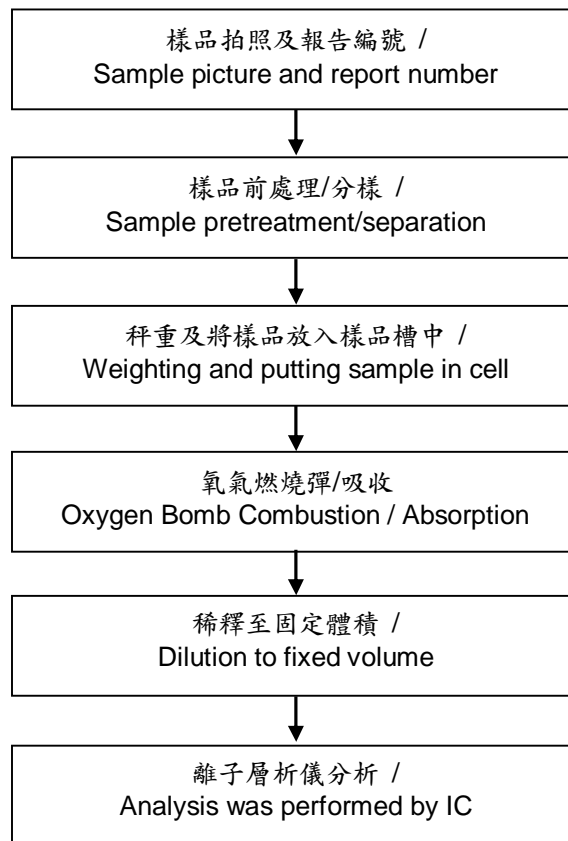 樣品拍照及報告編號 /
Sample picture and report number
樣品前處理/分樣 /
Sample pretreatment/separation
秤重及將樣品放入樣品槽中 /
Weighting and putting sample in cell
氧氣燃燒彈/吸收
Oxygen Bomb Combustion / Absorption
稀釋至固定體積 /
Dilution to fixed volume
離子層析儀分析 /
Analysis was performed by IC